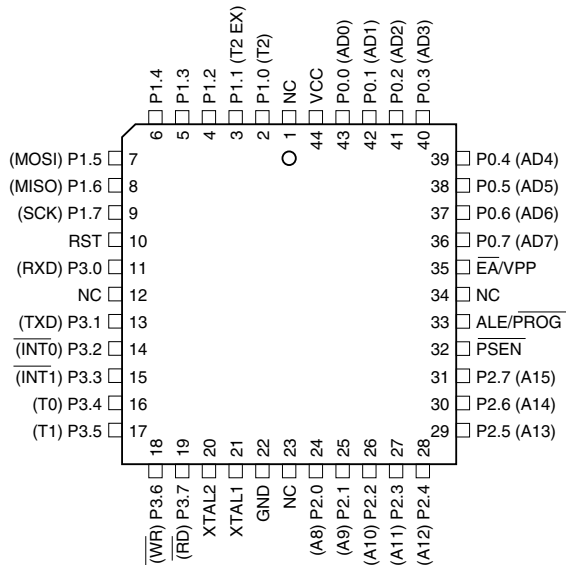 P1.4
P1.3
P1.2
P1.1 (T2 EX)
P1.0 (T2)
NC
VCC
P0.0 (AD0)
P0.1 (AD1)
P0.2 (AD2)
P0.3 (AD3)
6
5
4
3
2
1
44
43
42
41
40
(MOSI) P1.5 7
(MISO) P1.6 8
(SCK) P1.7 9
RST 10
(RXD) P3.0 11
NC 12
(TXD) P3.1 13
(INT0) P3.2 14
(INT1) P3.3 15
(T0) P3.4 16
(T1) P3.5 17
39 P0.4 (AD4)
38 P0.5 (AD5)
37 P0.6 (AD6)
36 P0.7 (AD7)
35 EA/VPP
34 NC
33 ALE/PROG
32 PSEN
31 P2.7 (A15)
30 P2.6 (A14)
29 P2.5 (A13)
18
19
20
21
22
23
24
25
26
27
28
(WR) P3.6
(RD) P3.7
XTAL2
XTAL1
GND
NC
(A8) P2.0
(A9) P2.1
(A10) P2.2
(A11) P2.3
(A12) P2.4